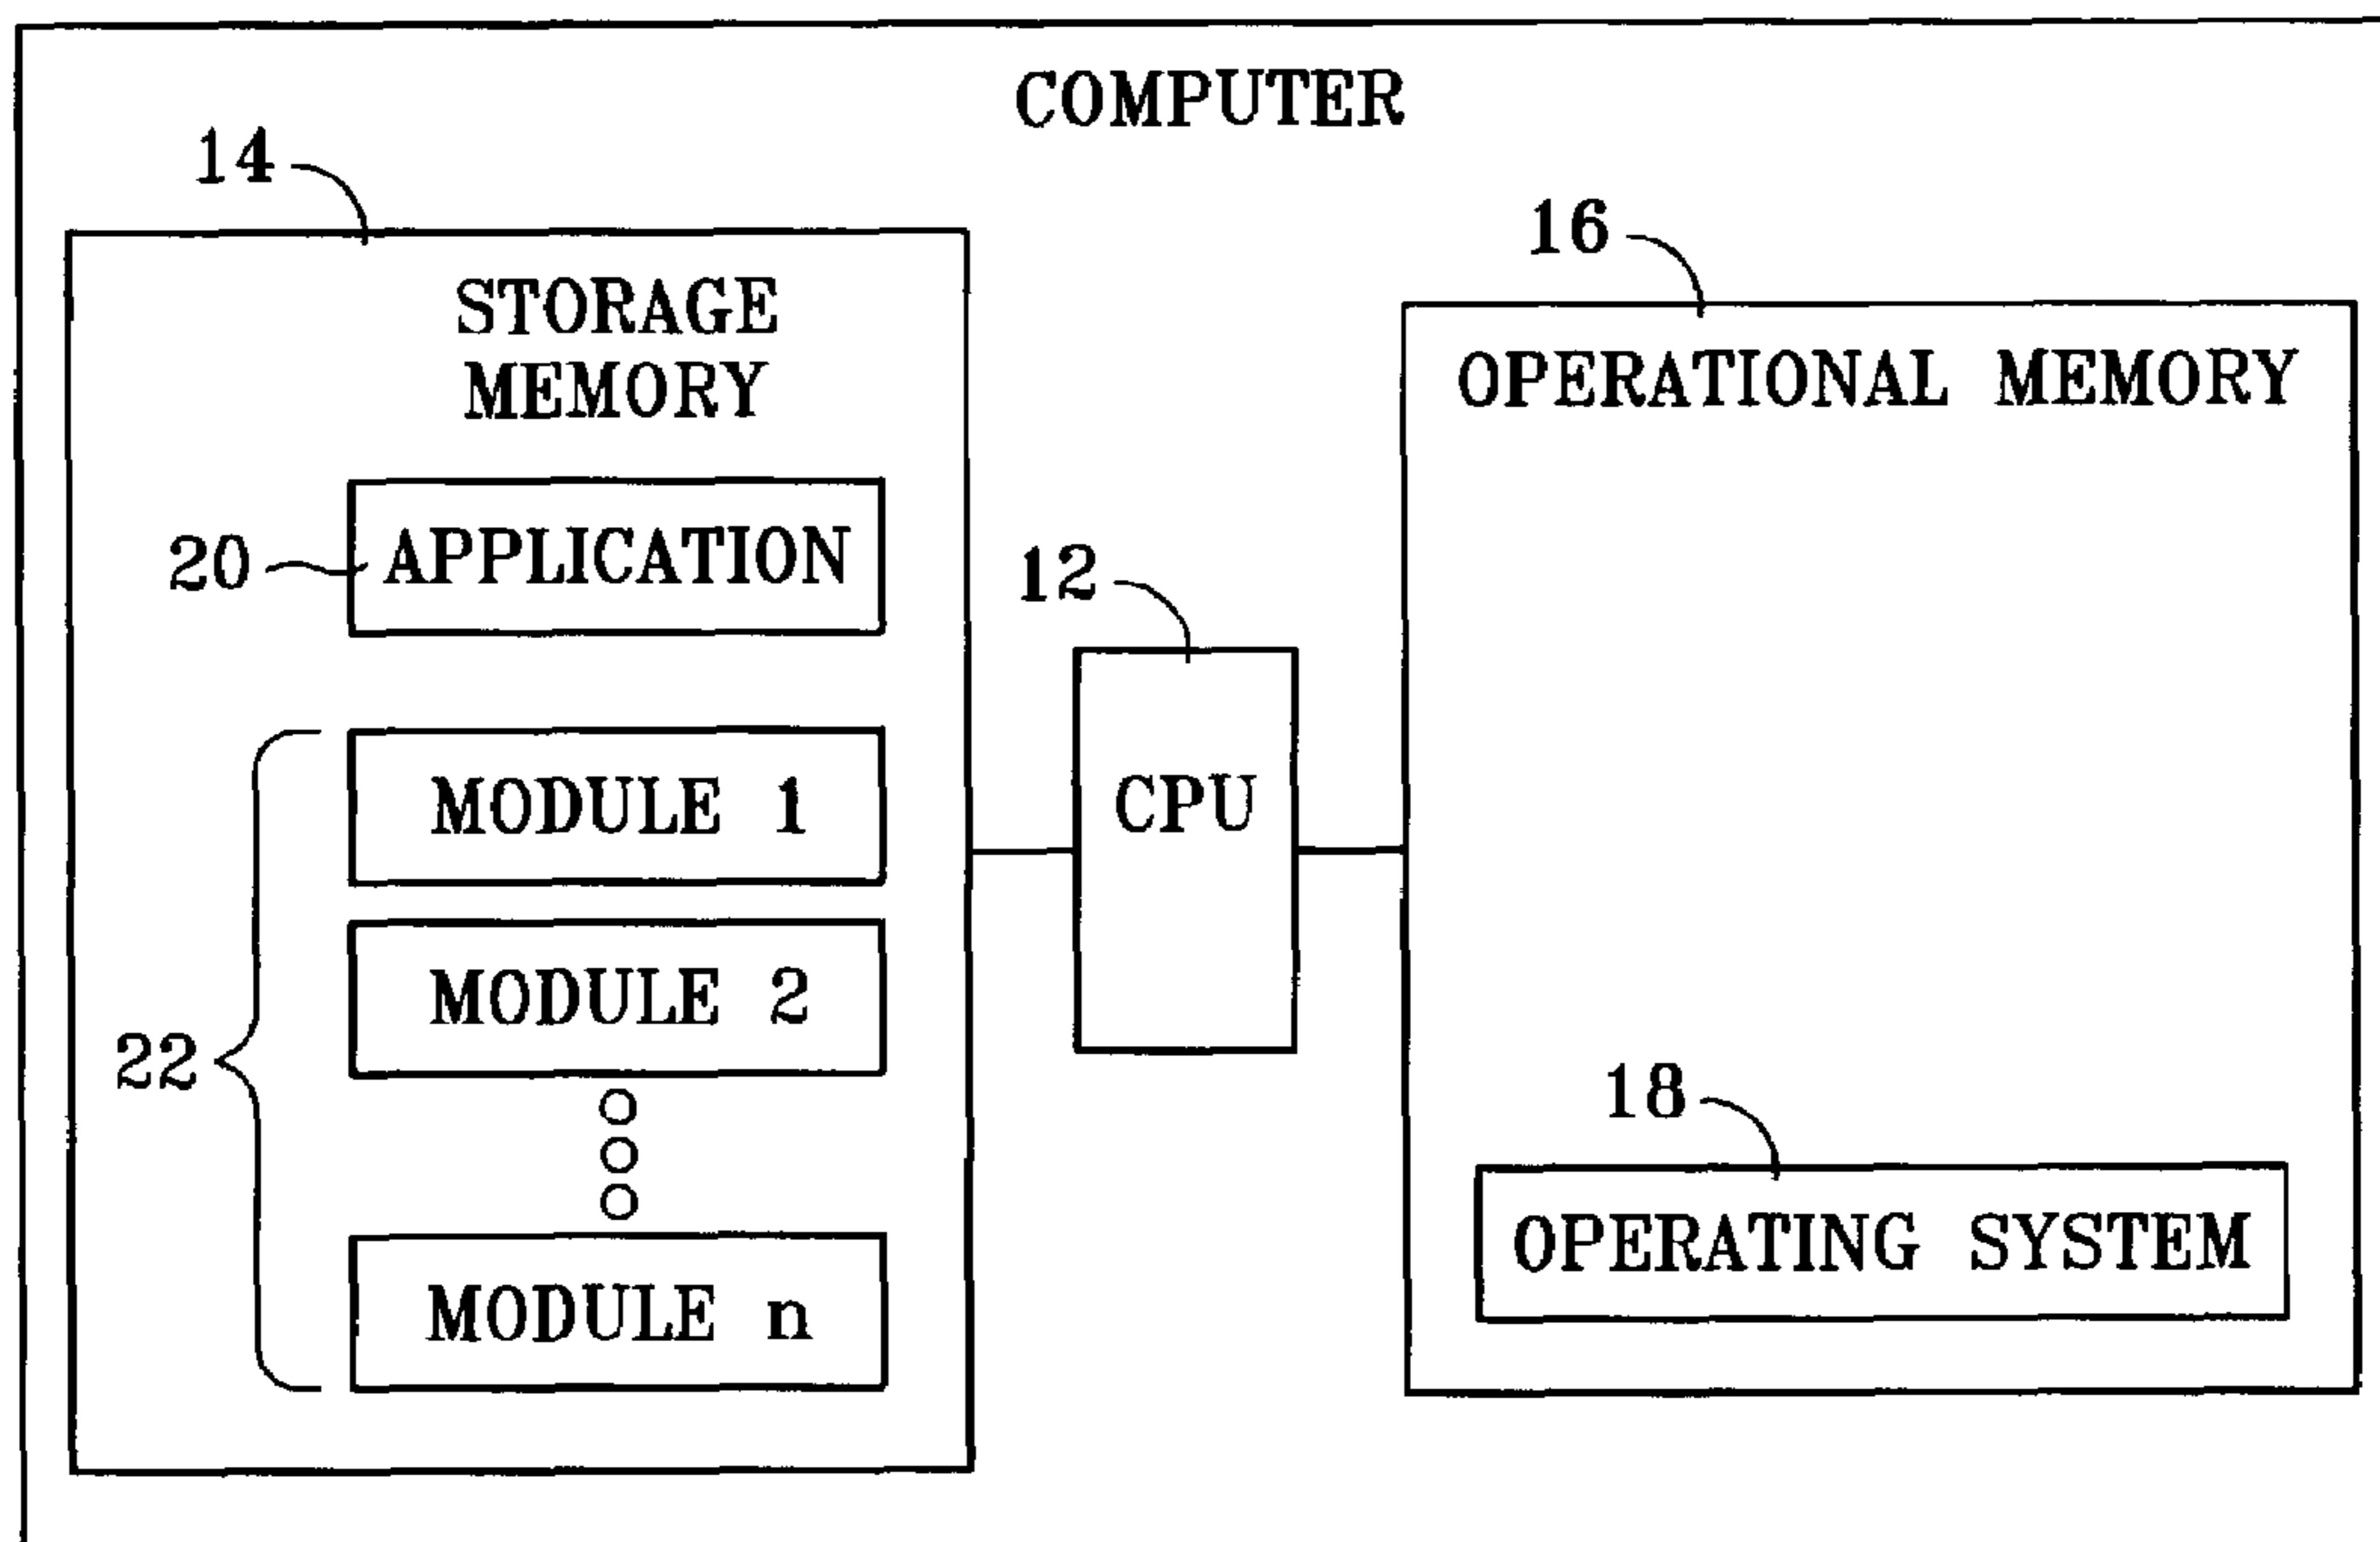 COMPUTER
14
STORAGE
MEMORY
20
APPLICATION
22
MODULE 1
MODULE 2
MODULE n
12
CPU
16
OPERATIONAL MEMORY
18
OPERATING SYSTEM